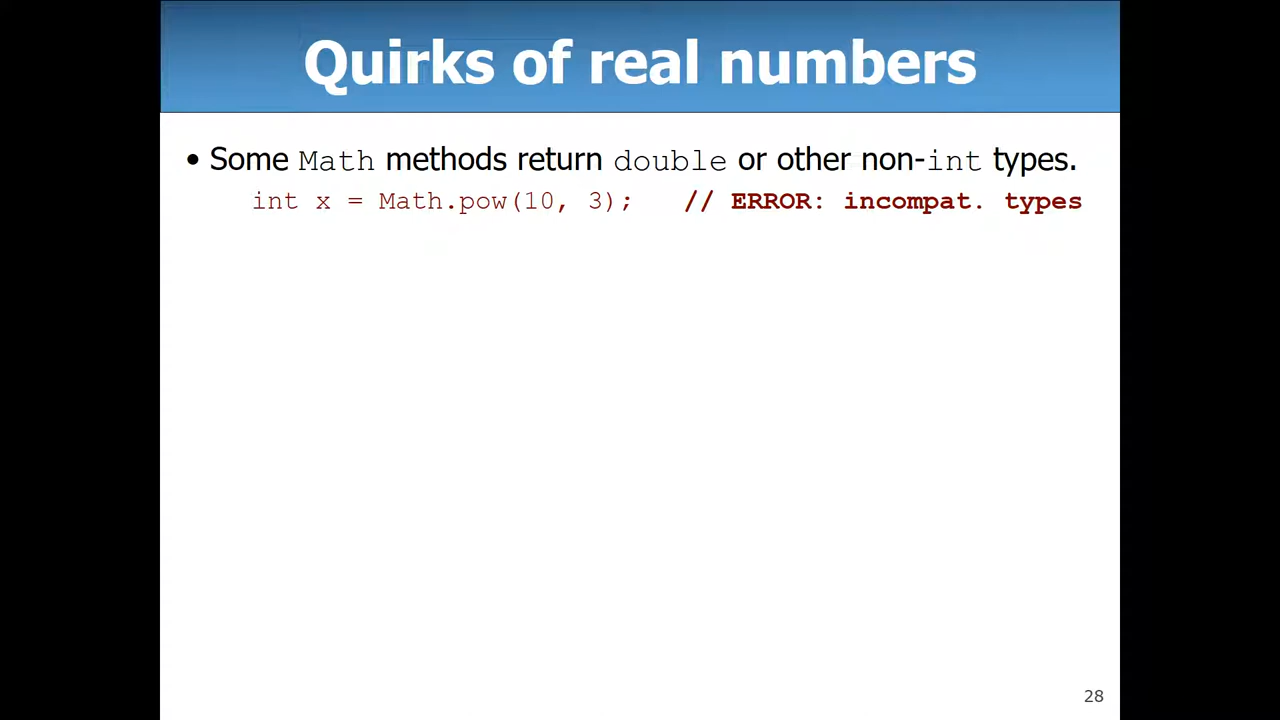 Quirks of real numbers
• Some Math methods return double or other non-int types.
int x = Math.pow(10, 3);   // ERROR: incompat. types
28